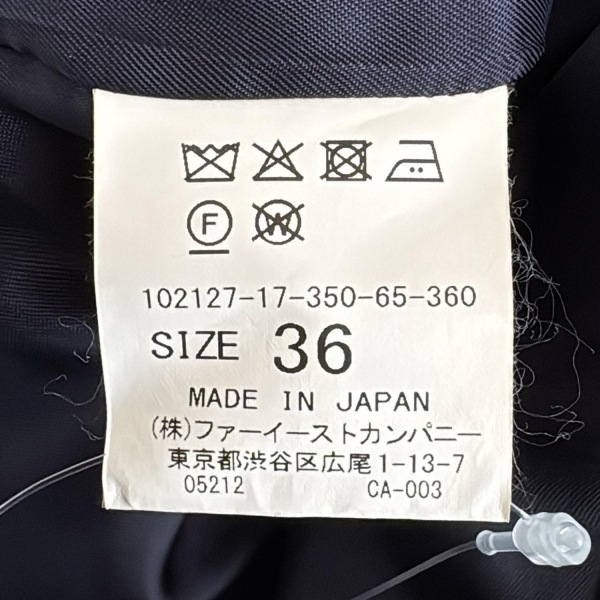 F W
102127-17-350-65-360
SIZE 36
MADE IN JAPAN
(株)ファーイーストカンパニー
東京都渋谷区広尾1-13-7
05212 CA-003